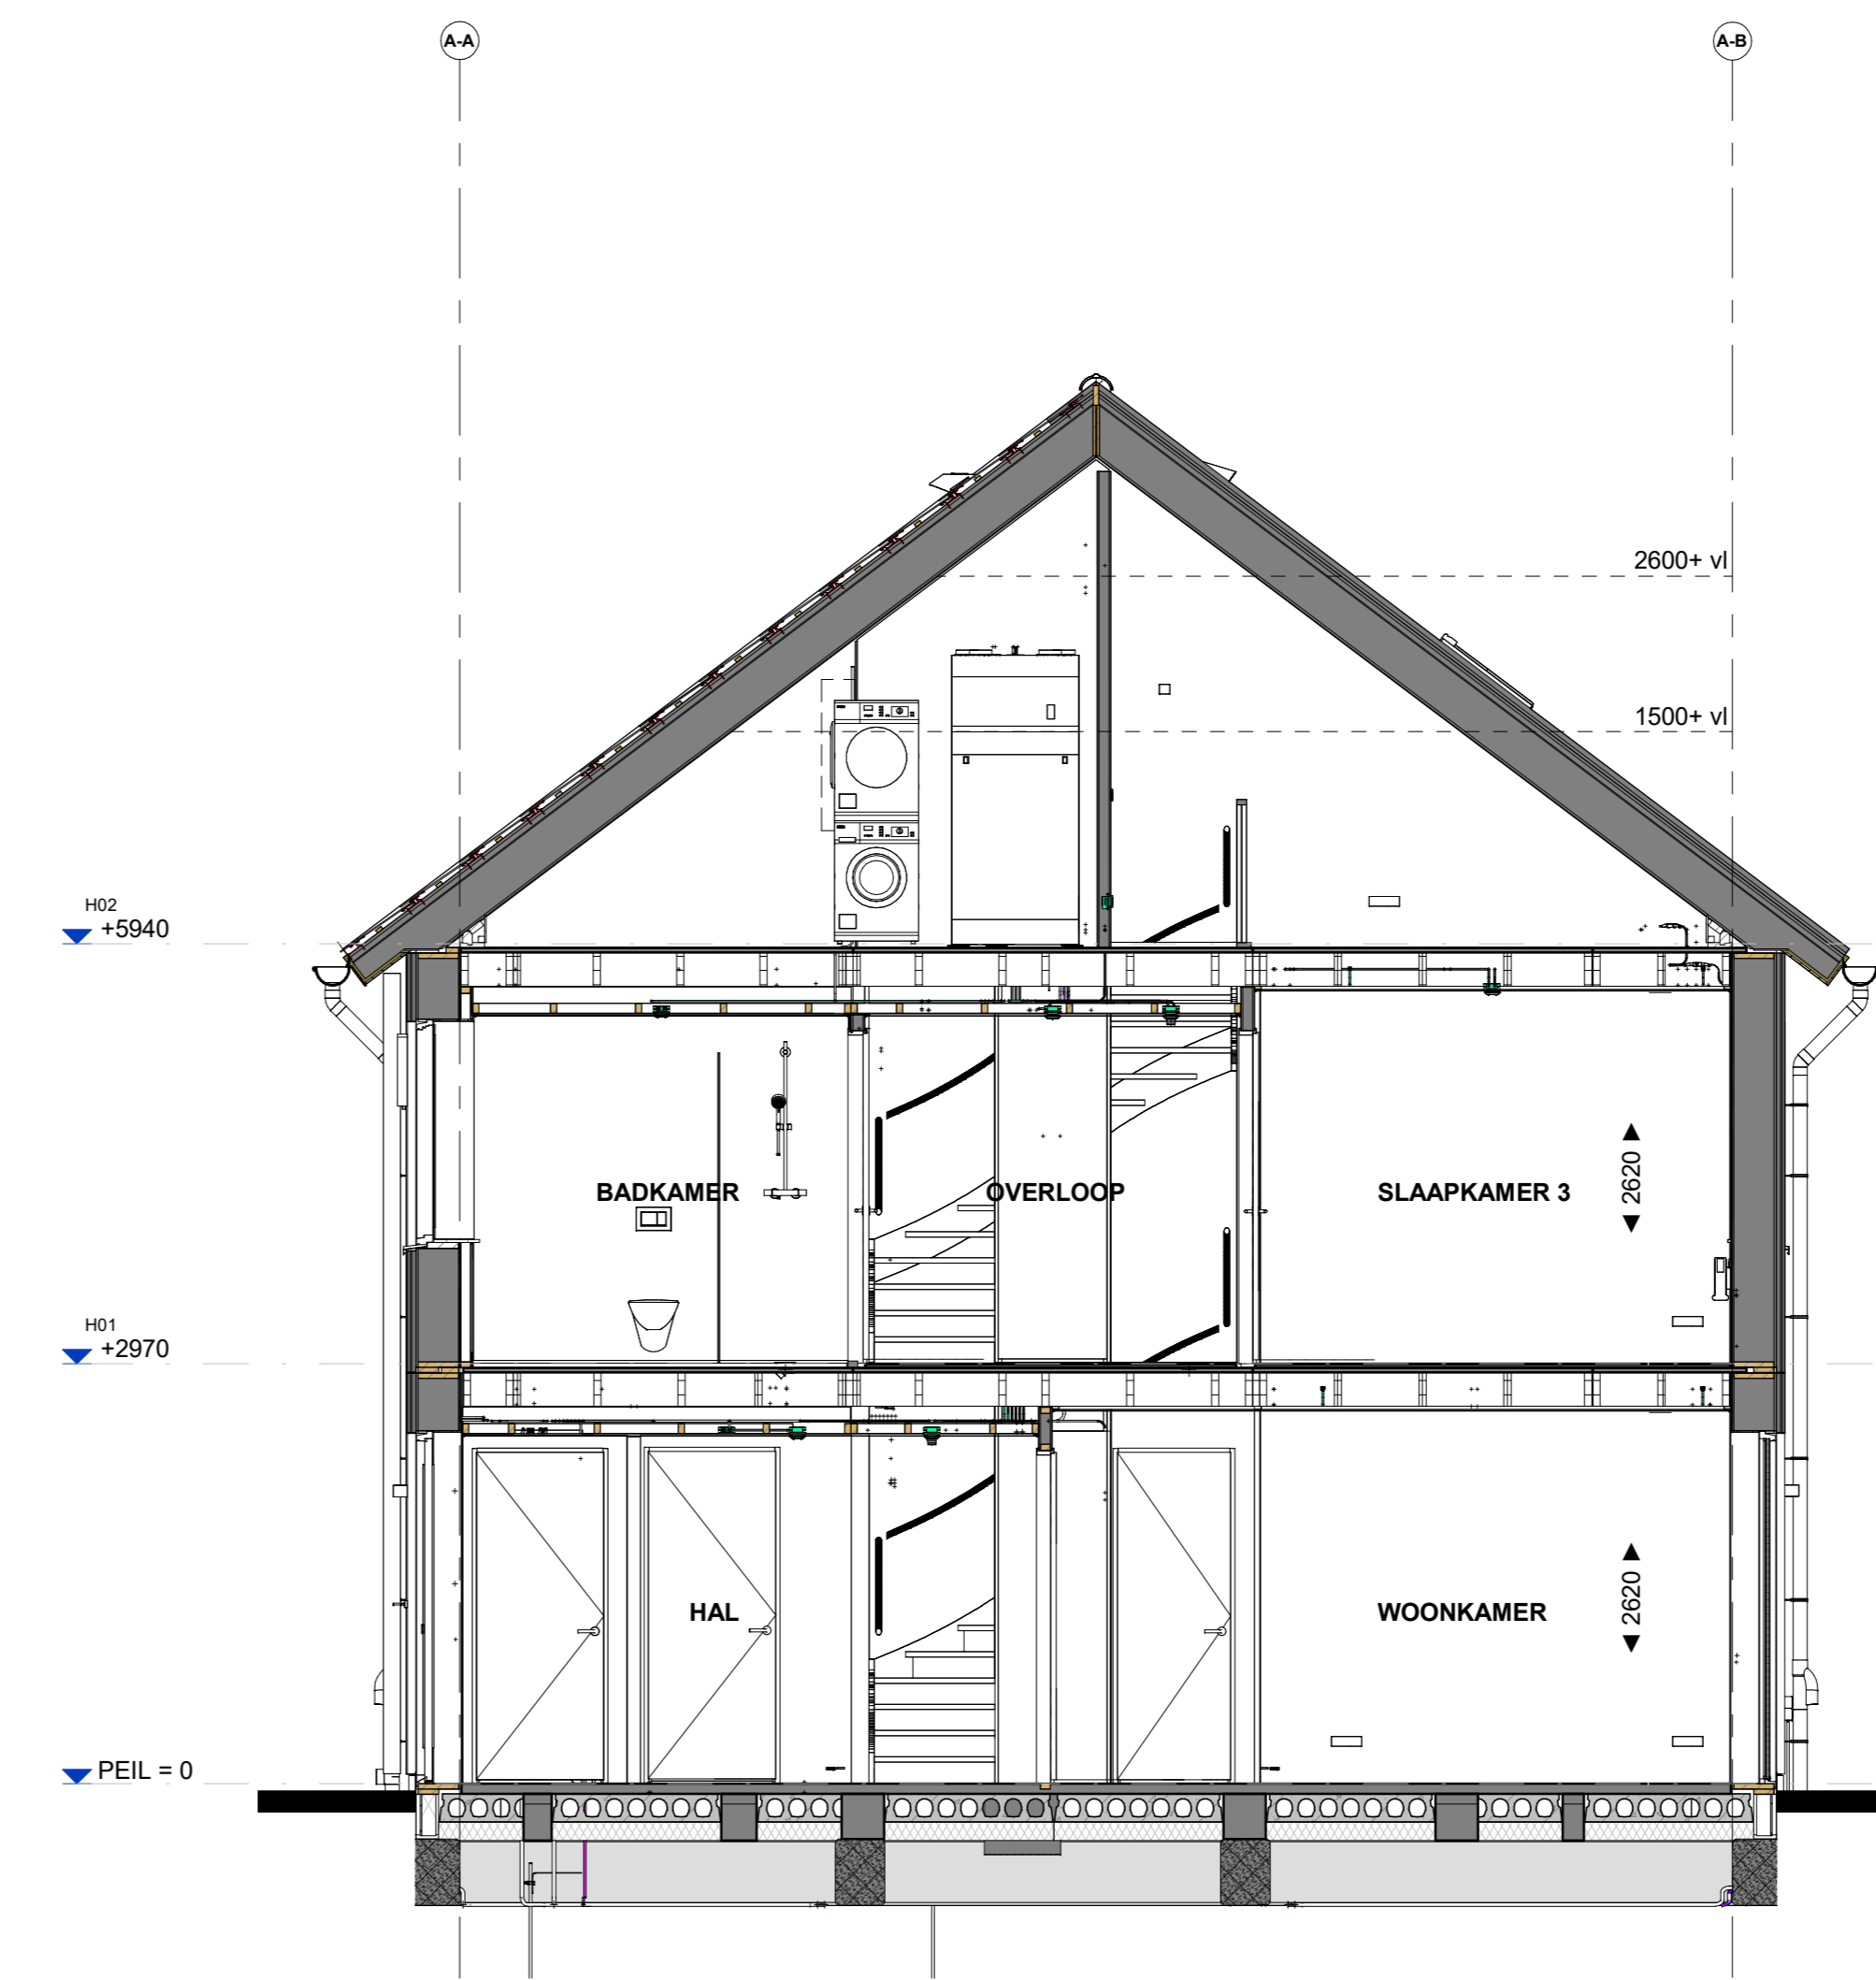 A-A
A-B
2600+ vl
1500+ vl
H02
+5940
BADKAMER
OVERLOOP
SLAAPKAMER 3
◀ 2620 ▶
H01
+2970
HAL
WOONKAMER
◀ 2620 ▶
PEIL = 0